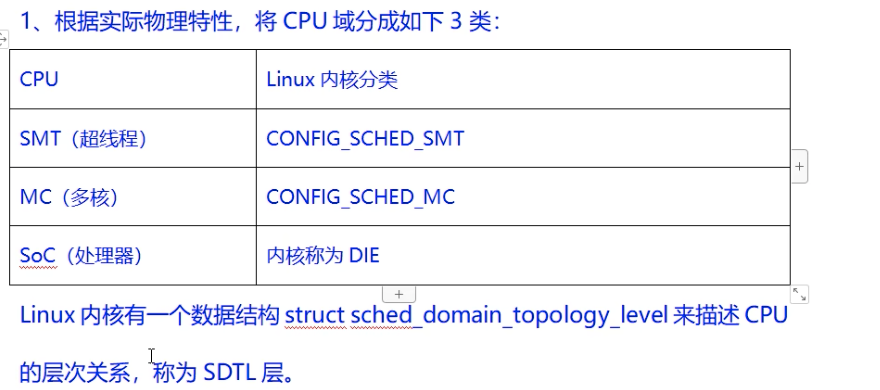 1、根据实际物理特性，将 CPU 域分成如下 3 类：
CPU
Linux 内核分类
SMT（超线程）
CONFIG_SCHED_SMT
MC（多核）
CONFIG_SCHED_MC
SoC（处理器）
内核称为 DIE
Linux 内核有一个数据结构 struct sched_domain_topology_level 来描述 CPU
的层次关系，称为 SDTL 层。